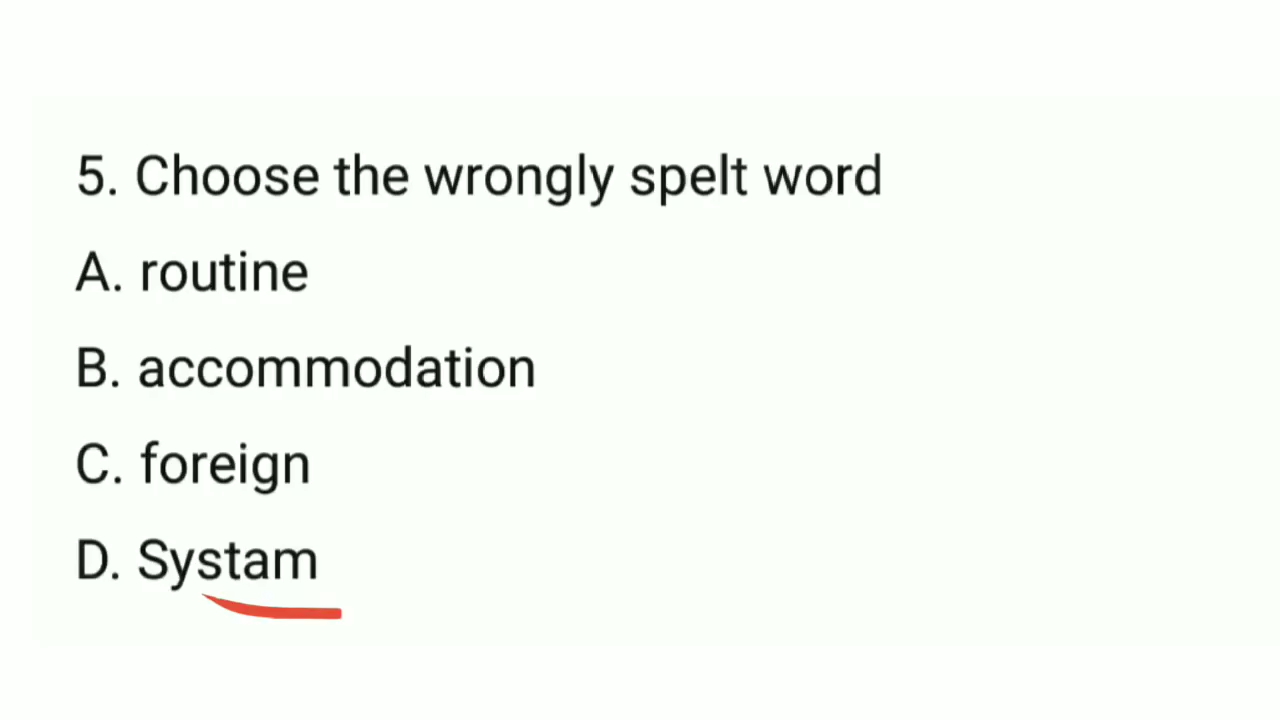 5. Choose the wrongly spelt word
A. routine
B. accommodation
C. foreign
D. Systam